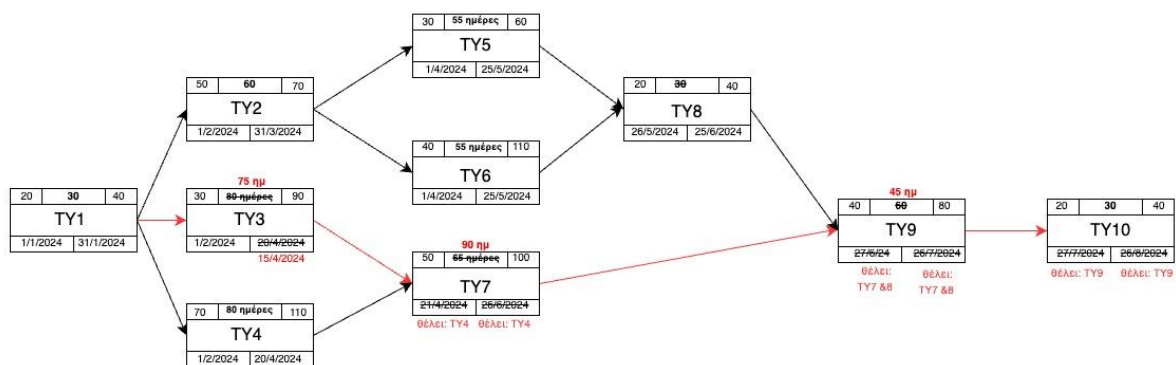 30 55 ημέρες 60
ΤΥ5
1/4/2024 25/5/2024
50 60 70
ΤΥ2
1/2/2024 31/3/2024
20 30 40
ΤΥ8
26/5/2024 25/6/2024
40 55 ημέρες 110
ΤΥ6
1/4/2024 25/5/2024
20 30 40
ΤΥ1
1/1/2024 31/1/2024
75 ημ
30 80 ημέρες 90
ΤΥ3
1/2/2024 20/4/2024
15/4/2024
45 ημ
40 60 80
ΤΥ9
27/6/24 26/7/2024
θέλει: θέλει:
ΤΥ7 &8 ΤΥ7 &8
20 30 40
ΤΥ10
27/7/2024 26/8/2024
θέλει: ΤΥ9 θέλει: ΤΥ9
90 ημ
50 65 ημέρες 100
ΤΥ7
21/4/2024 26/6/2024
θέλει: ΤΥ4 θέλει: ΤΥ4
70 80 ημέρες 110
ΤΥ4
1/2/2024 20/4/2024